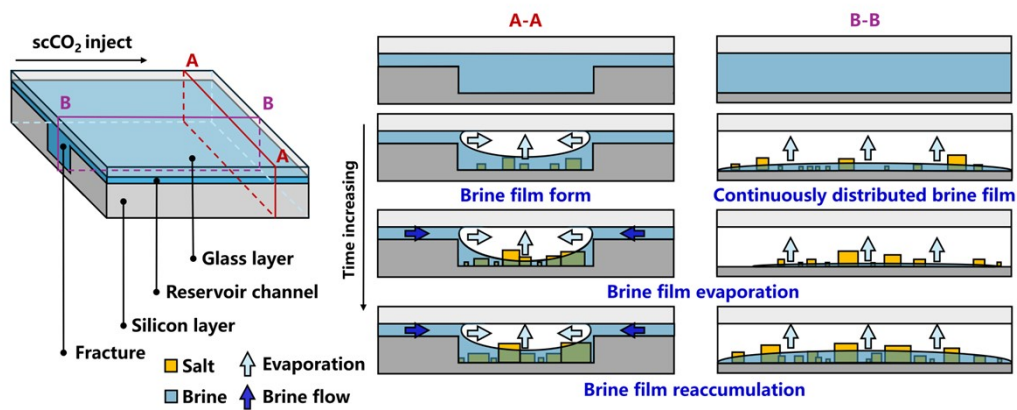 scCO₂ inject
A
B
B
A
Glass layer
Reservoir channel
Silicon layer
Fracture
Salt
Evaporation
Brine
Brine flow
Time increasing
A-A
B-B
Brine film form
Continuously distributed brine film
Brine film evaporation
Brine film reaccumulation